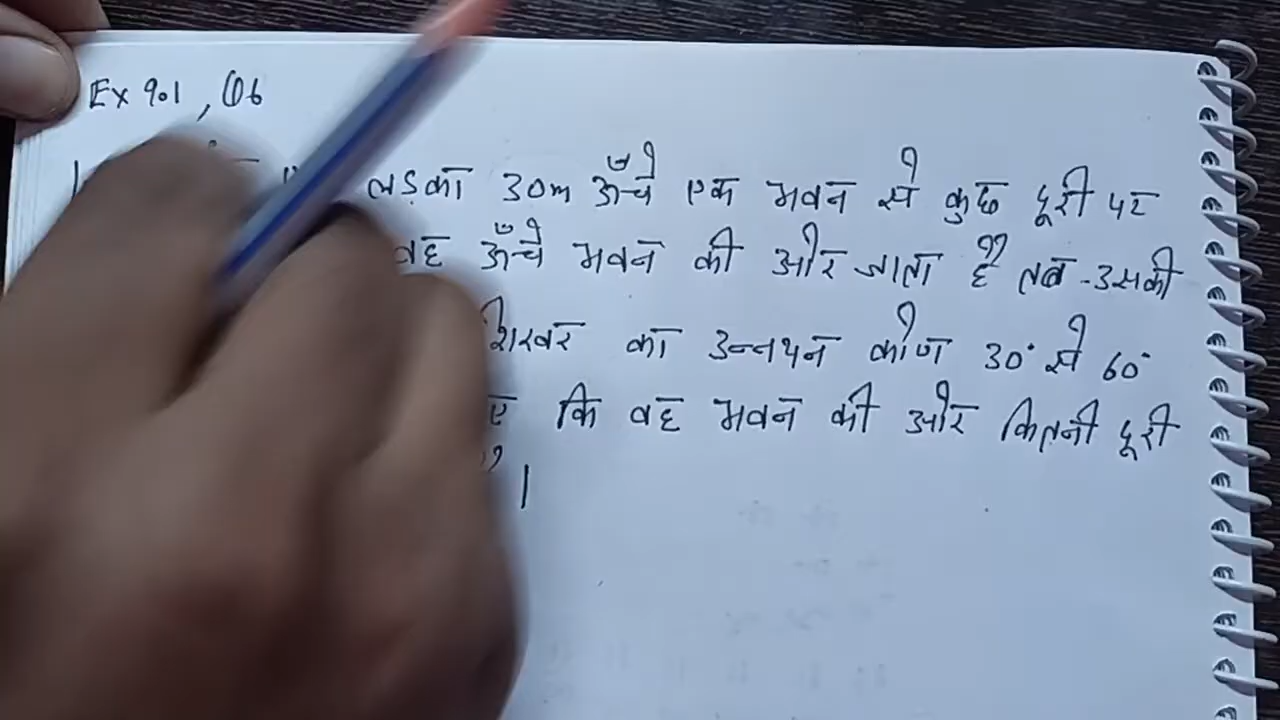 Ex 9.1, Q6
लड़का 30m ऊँचे एक भवन से कुछ दूरी पर
वह ऊँचे भवन की ओर जाता है तब उसकी
शिखर का उन्नयन कोण 30° से 60°
कि वह भवन की ओर कितनी दूरी
।